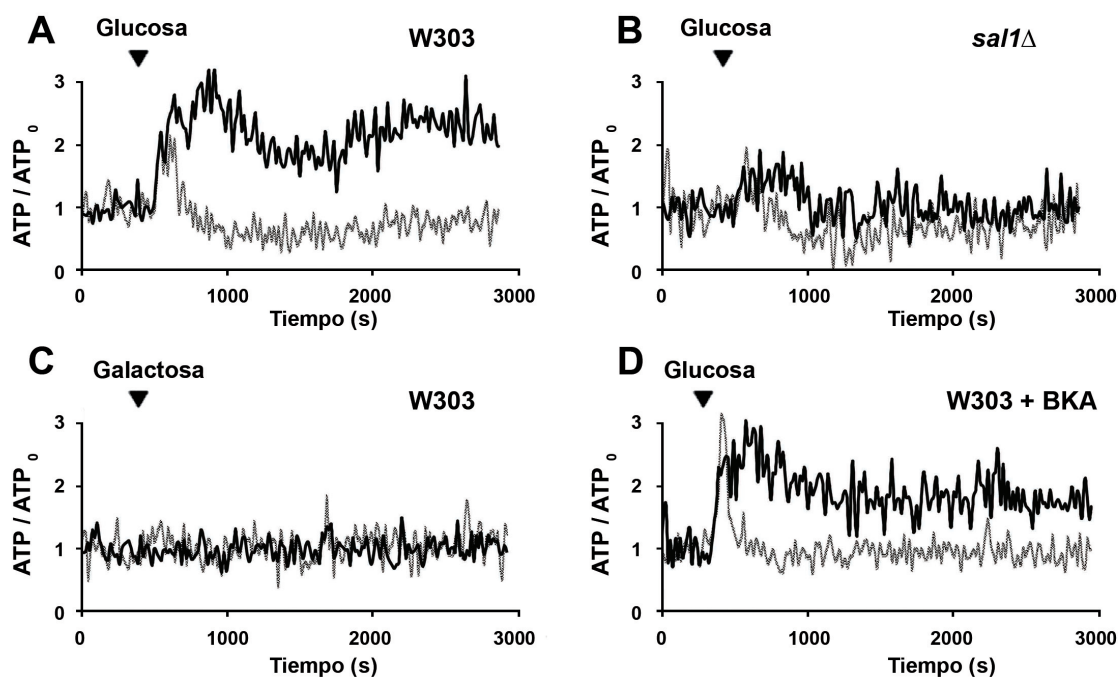 A
Glucosa
W303
3
2
1
0
ATP / ATP 0
0 1000 2000 3000
Tiempo (s)
B
Glucosa
sal1Δ
3
2
1
0
ATP / ATP 0
0 1000 2000 3000
Tiempo (s)
C
Galactosa
W303
3
2
1
0
ATP / ATP 0
0 1000 2000 3000
Tiempo (s)
D
Glucosa
W303 + BKA
3
2
1
0
ATP / ATP 0
0 1000 2000 3000
Tiempo (s)